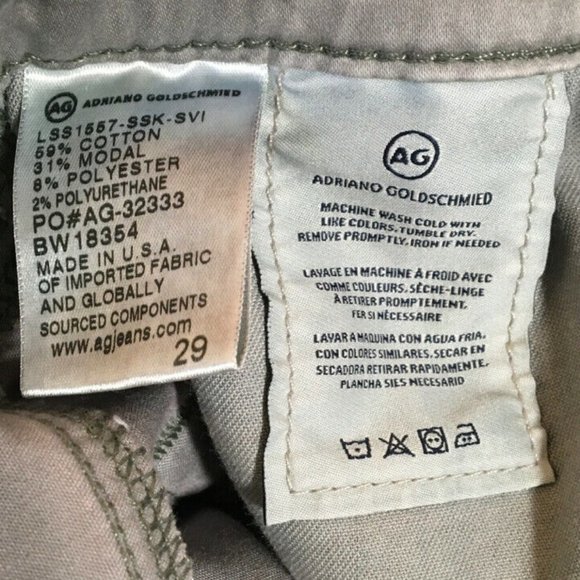 AG ADRIANO GOLDSCHMIED
LSS1557-SSK-SVI
59% COTTON
31% MODAL
8% POLYESTER
2% POLYURETHANE
PO#AG-32333
BW18354
MADE IN U.S.A.
OF IMPORTED FABRIC
AND GLOBALLY
SOURCED COMPONENTS
www.agjeans.com
29
AG
ADRIANO GOLDSCHMIED
MACHINE WASH COLD WITH
LIKE COLORS. TUMBLE DRY.
REMOVE PROMPTLY. IRON IF NEEDED
LAVAGE EN MACHINE À FROID AVEC
COMME COULEURS. SÈCHE-LINGE
À RETIRER PROMPTEMENT.
FER SI NÉCESSAIRE
LAVAR A MAQUINA CON AGUA FRIA,
CON COLORES SIMILARES. SECAR EN
SECADORA RETIRAR RAPIDAMENTE.
PLANCHA SIES NECESARIO